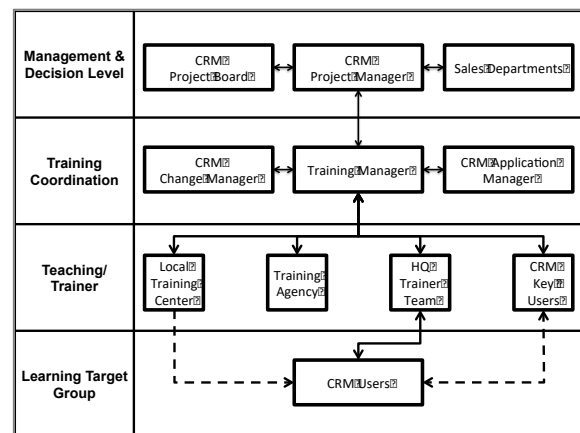 Management &
Decision Level
CRM
Project Board
CRM
Project Manager
Sales Departments
Training
Coordination
CRM
Change Manager
Training Manager
CRM Application
Manager
Teaching/
Trainer
Local
Training
Center
Training
Agency
HQ
Trainer
Team
CRM
Key
Users
Learning Target
Group
CRM Users